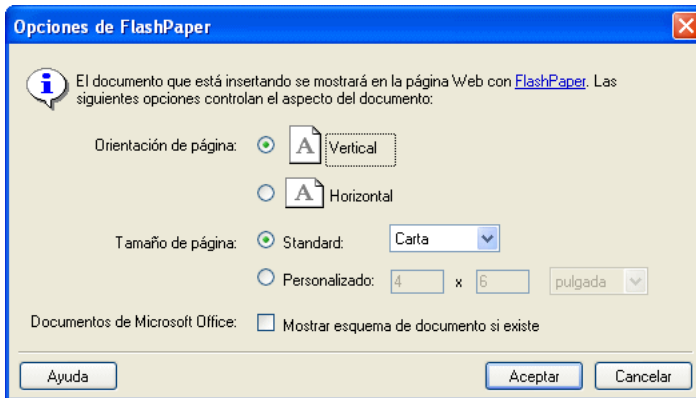 Opciones de FlashPaper
El documento que está insertando se mostrará en la página Web con FlashPaper. Las
siguientes opciones controlan el aspecto del documento:
Orientación de página: A Vertical
A Horizontal
Tamaño de página: Standard: Carta
Personalizado: 4 x 6 pulgada
Documentos de Microsoft Office: Mostrar esquema de documento si existe
Ayuda Aceptar Cancelar